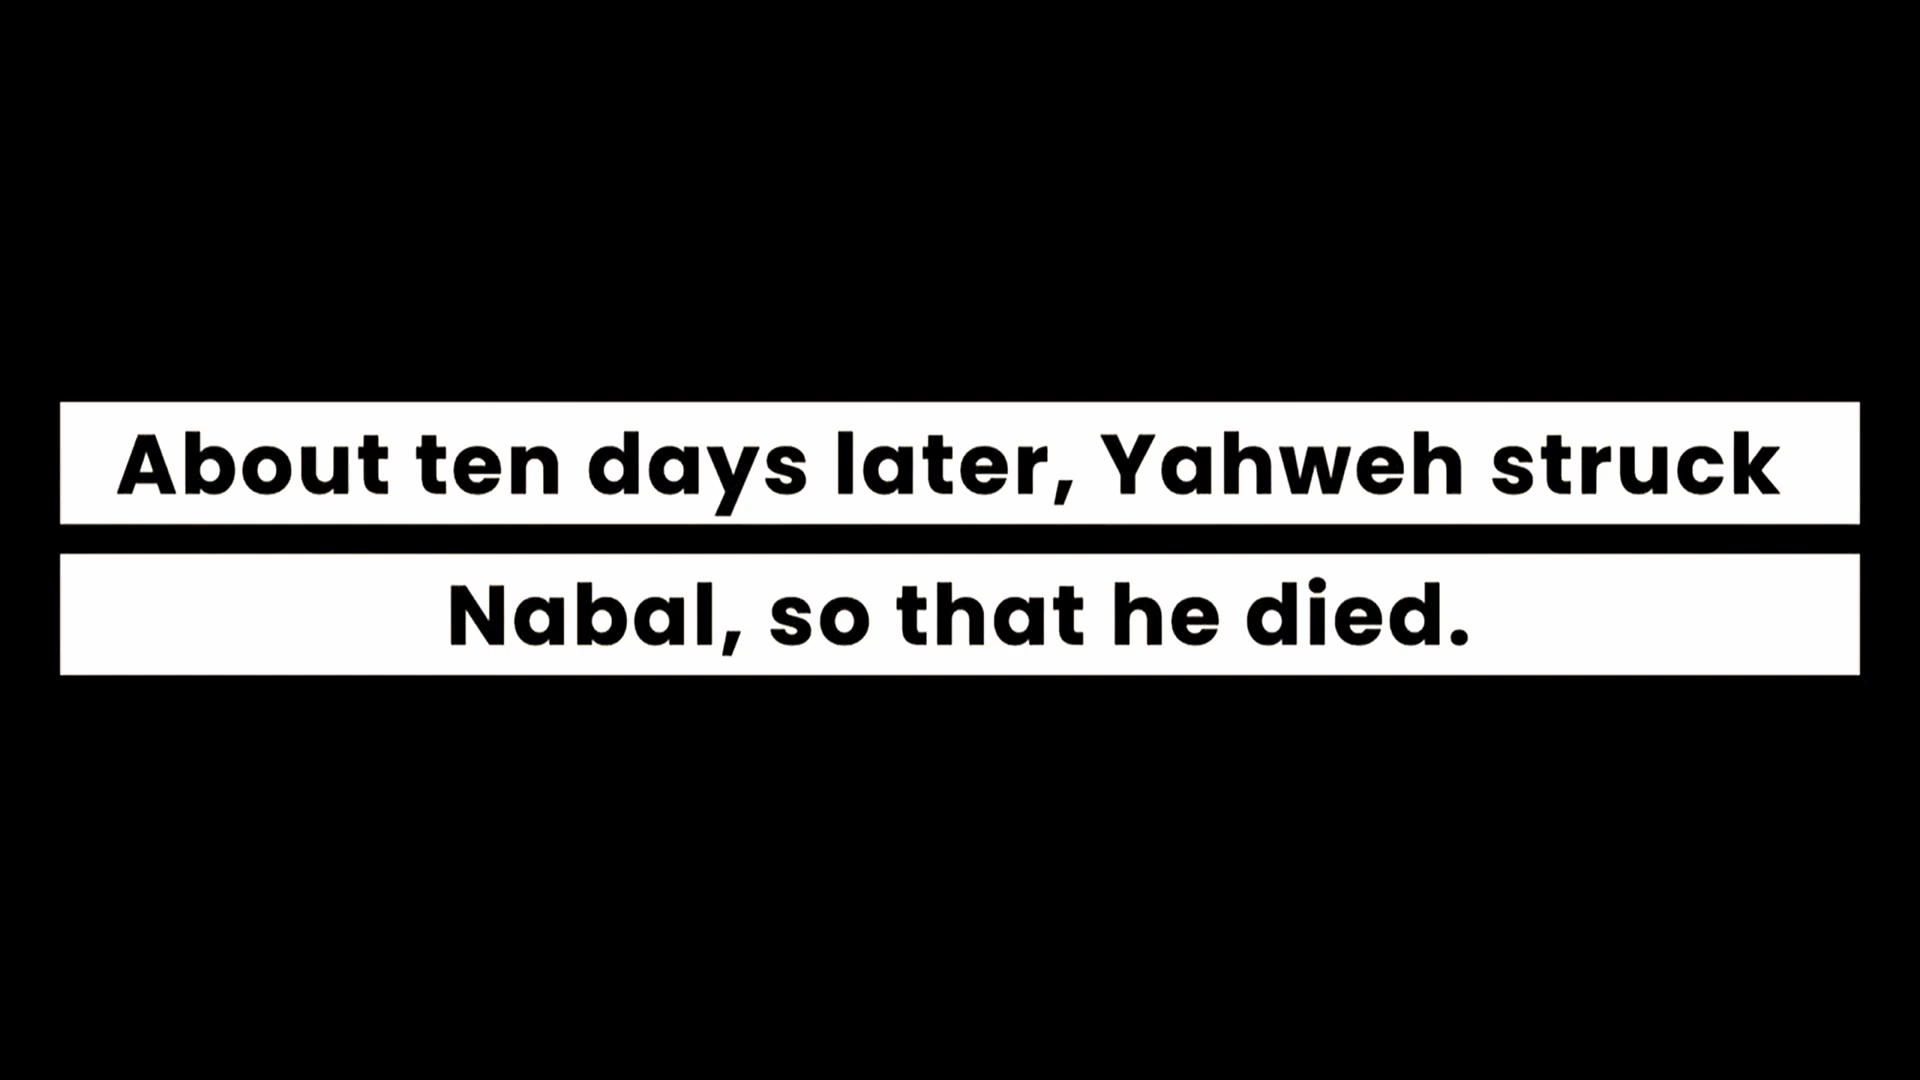 About ten days later, Yahweh struck
Nabal, so that he died.